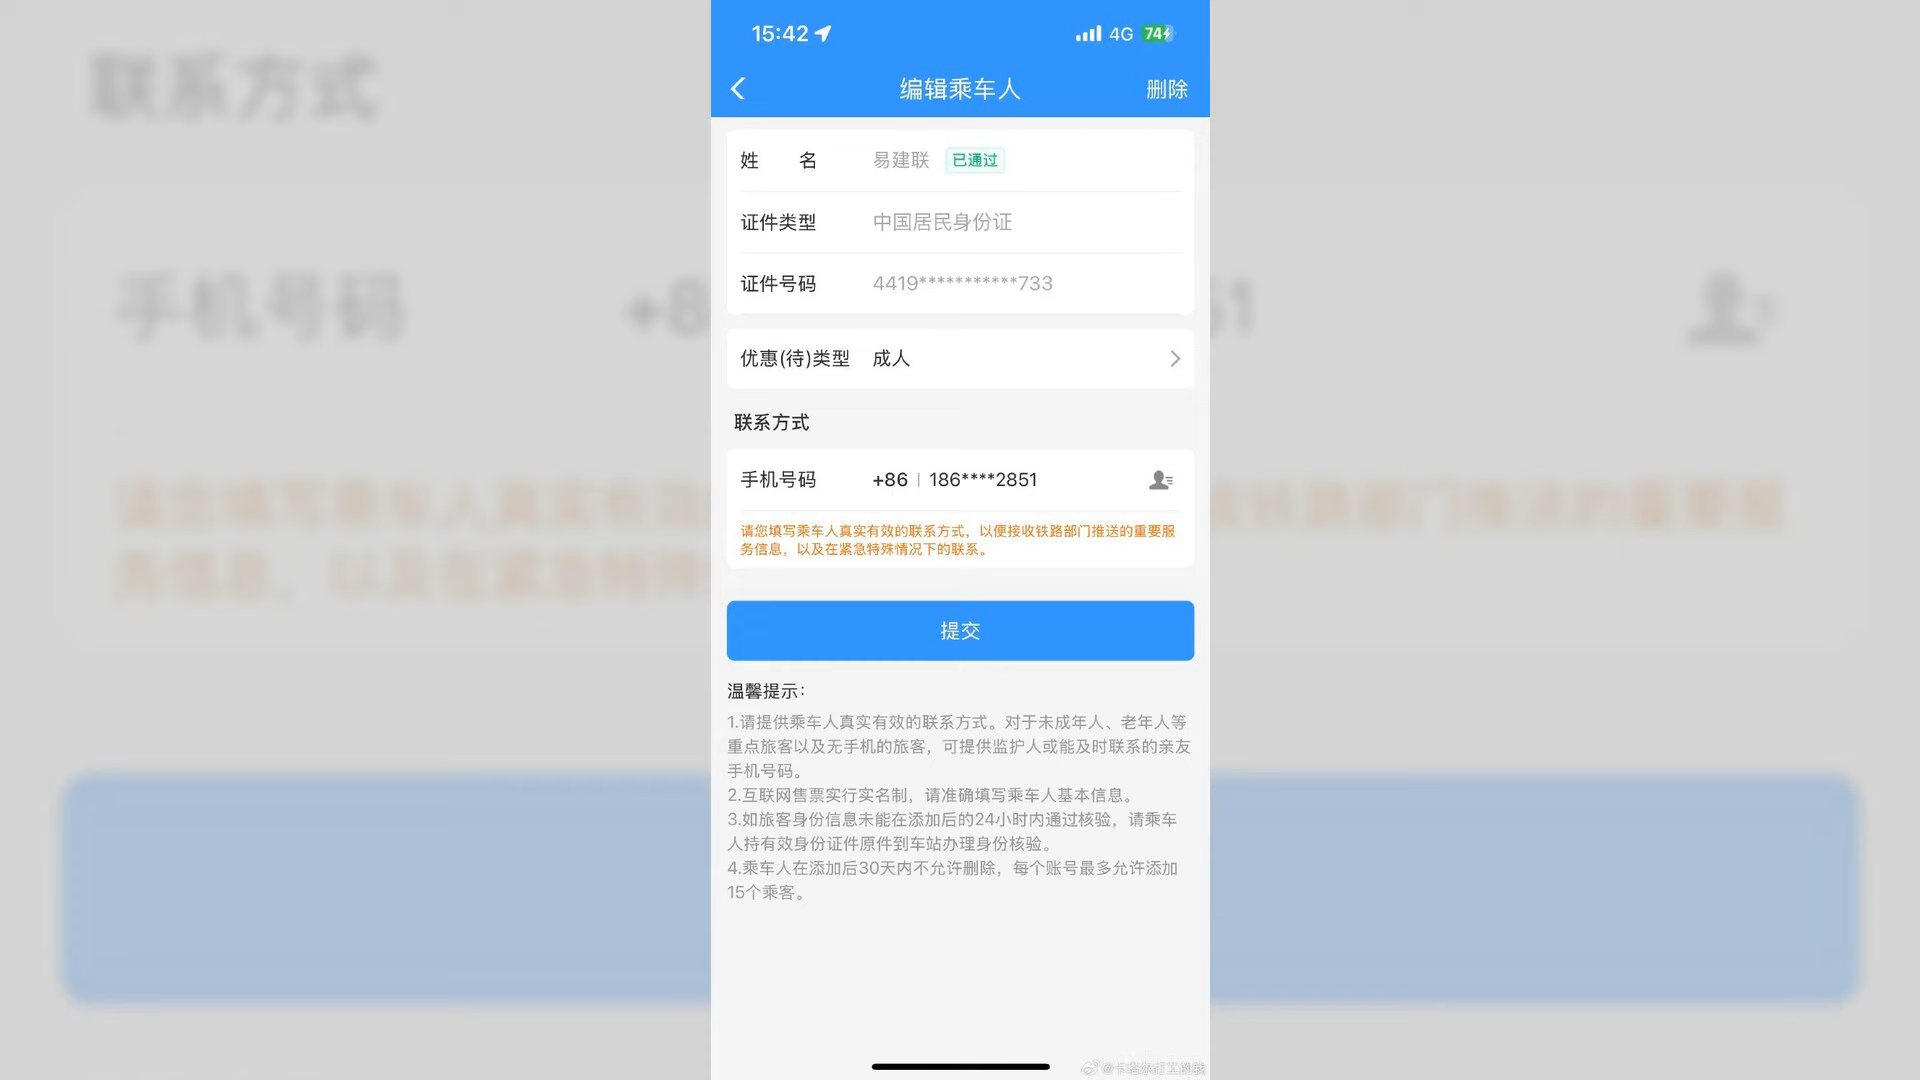 15:42 4G 74
编辑乘车人 删除
姓 名 易建联 已通过
证件类型 中国居民身份证
证件号码 4419***********733
优惠(待)类型 成人
联系方式
手机号码 +86 186****2851
请您填写乘车人真实有效的联系方式，以便接收铁路部门推送的重要服
务信息，以及在紧急特殊情况下的联系。
提交
温馨提示：
1.请提供乘车人真实有效的联系方式。对于未成年人、老年人等
重点旅客以及无手机的旅客，可提供监护人或能及时联系的亲友
手机号码。
2.互联网售票实行实名制，请准确填写乘车人基本信息。
3.如旅客身份信息未能在添加后的24小时内通过核验，请乘车
人持有效身份证件原件到车站办理身份核验。
4.乘车人在添加后30天内不允许删除，每个账号最多允许添加
15个乘客。